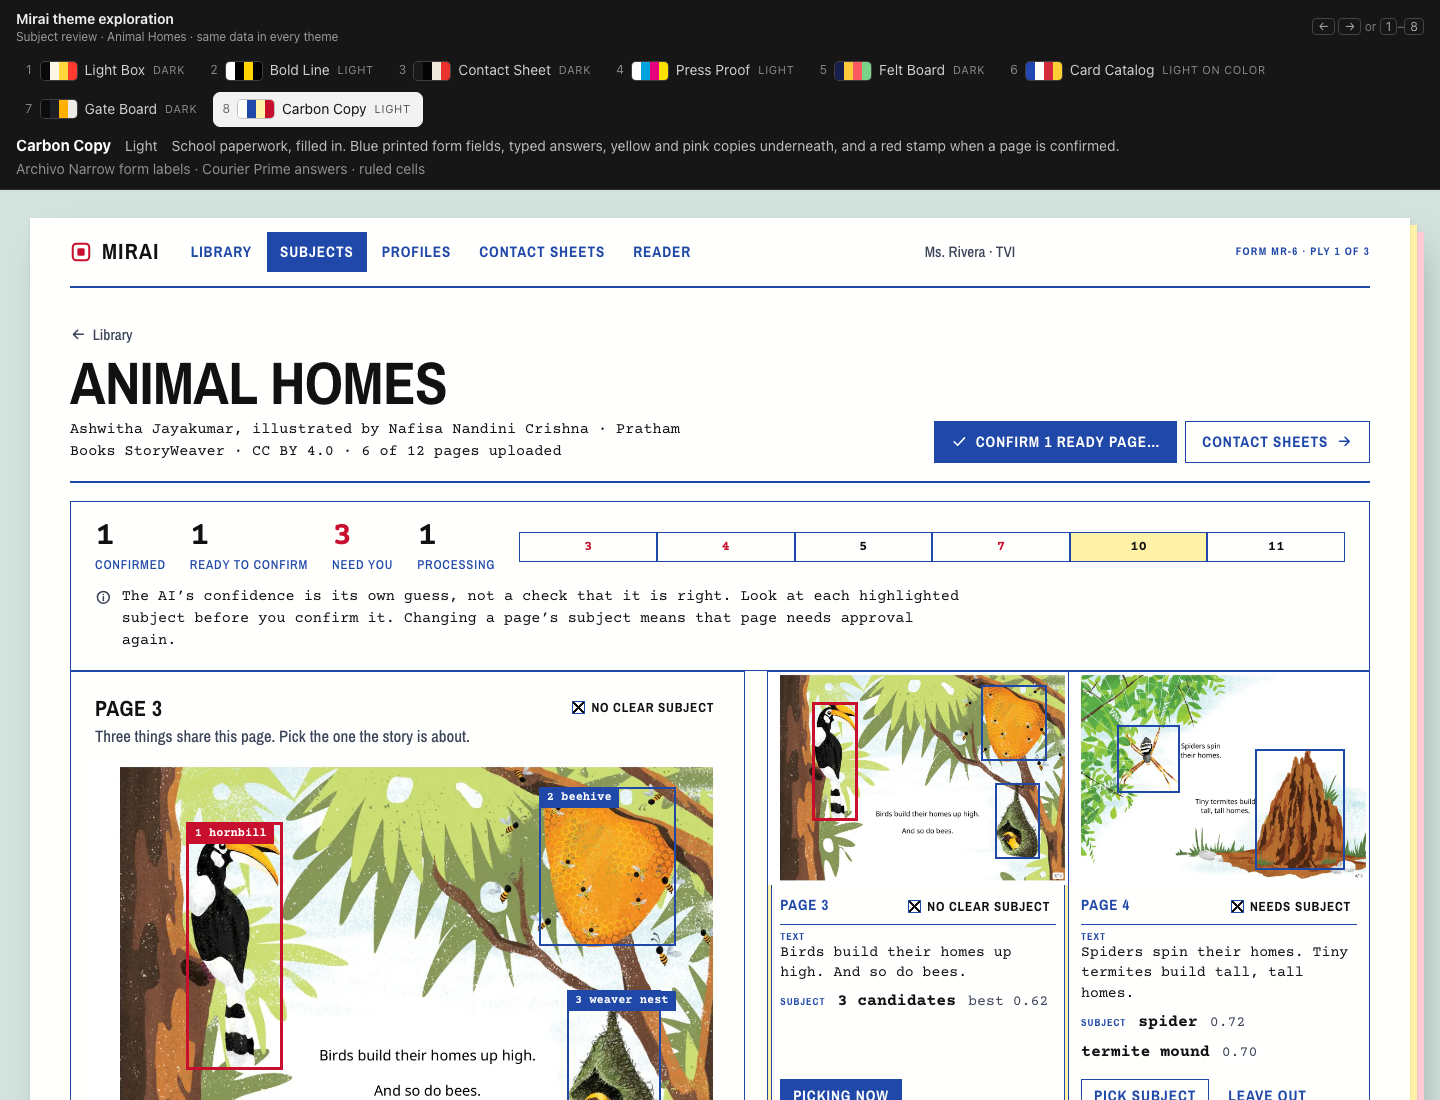 Mirai theme exploration
Subject review · Animal Homes · same data in every theme
← → or 1–8
1 Light Box DARK
2 Bold Line LIGHT
3 Contact Sheet DARK
4 Press Proof LIGHT
5 Felt Board DARK
6 Card Catalog LIGHT ON COLOR
7 Gate Board DARK
8 Carbon Copy LIGHT
Carbon Copy Light School paperwork, filled in. Blue printed form fields, typed answers, yellow and pink copies underneath, and a red stamp when a page is confirmed.
Archivo Narrow form labels · Courier Prime answers · ruled cells
MIRAI LIBRARY SUBJECTS PROFILES CONTACT SHEETS READER Ms. Rivera · TVI FORM MR-6 · PLY 1 OF 3
← Library
ANIMAL HOMES
Ashwitha Jayakumar, illustrated by Nafisa Nandini Crishna · Pratham
Books StoryWeaver · CC BY 4.0 · 6 of 12 pages uploaded
CONFIRM 1 READY PAGE…
CONTACT SHEETS →
1 CONFIRMED
1 READY TO CONFIRM
3 NEED YOU
1 PROCESSING
3 4 5 7 10 11
The AI’s confidence is its own guess, not a check that it is right. Look at each highlighted
subject before you confirm it. Changing a page’s subject means that page needs approval
again.
PAGE 3
NO CLEAR SUBJECT
Three things share this page. Pick the one the story is about.
1 hornbill
2 beehive
3 weaver nest
Birds build their homes up high.
And so do bees.
Birds build their homes up high.
And so do bees.
PAGE 3
NO CLEAR SUBJECT
TEXT
Birds build their homes up
high. And so do bees.
SUBJECT 3 candidates best 0.62
PICKING NOW
Spiders spin
their homes.
Tiny termites build
tall, tall homes.
PAGE 4
NEEDS SUBJECT
TEXT
Spiders spin their homes. Tiny
termites build tall, tall
homes.
SUBJECT spider 0.72
termite mound 0.70
PICK SUBJECT
LEAVE OUT